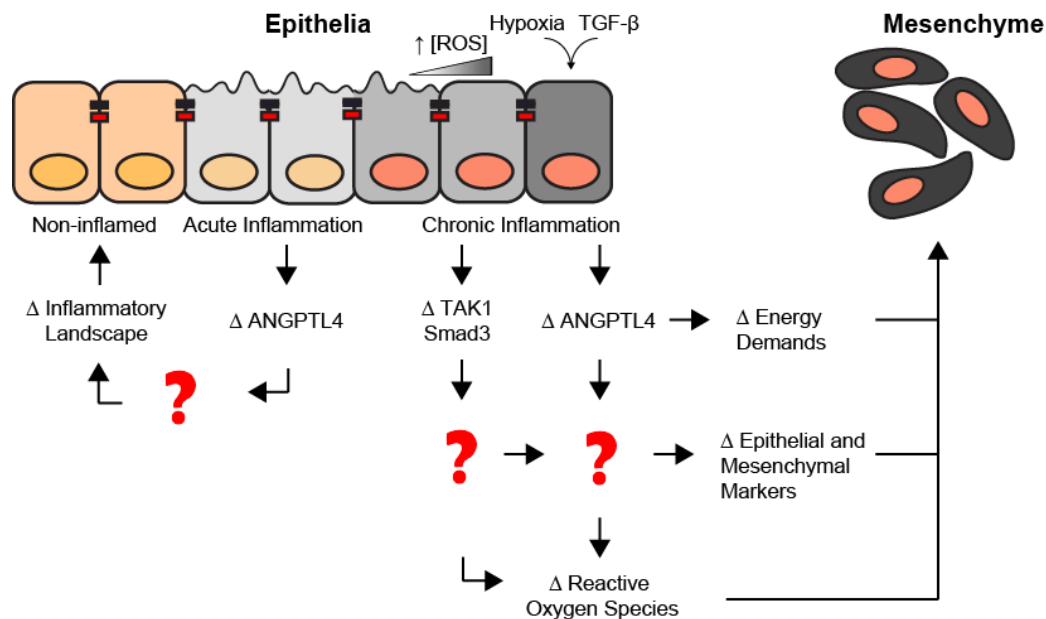 Epithelia
Hypoxia TGF-β
Mesenchyme
↑ [ROS]
Non-inflamed
Acute Inflammation
Chronic Inflammation
Δ Inflammatory
Landscape
Δ ANGPTL4
Δ TAK1
Smad3
Δ ANGPTL4
Δ Energy
Demands
?
?
?
Δ Epithelial and
Mesenchymal
Markers
Δ Reactive
Oxygen Species